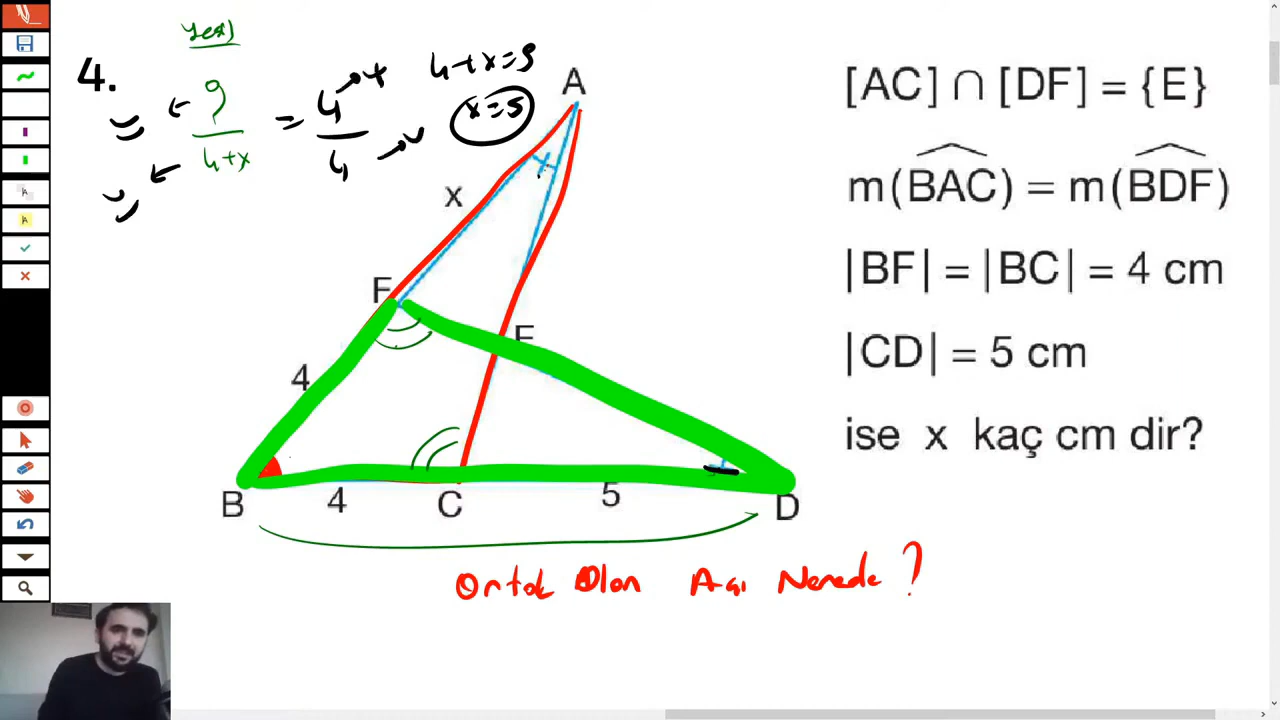 4.
9/4+x = 4/4
4+x=9
x=5
A
x
F
E
4
B
4
C
5
D
[AC] ∩ [DF] = {E}
m(BAC) = m(BDF)
|BF| = |BC| = 4 cm
|CD| = 5 cm
ise x kaç cm dir?
Ortak Olan Açı Nerede ?